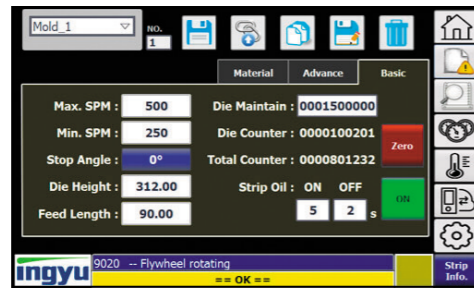 Mold_1
NO.
1
Material Advance Basic
Max. SPM : 500 Die Maintain : 0001500000
Min. SPM : 250 Die Counter : 0000100201
Zero
Stop Angle : 0° Total Counter : 0000801232
Die Height : 312.00 Strip Oil : ON OFF
ON
Feed Length : 90.00 5 2 s
ingyu
9020 -- Flywheel rotating
== OK ==
Strip
Info.